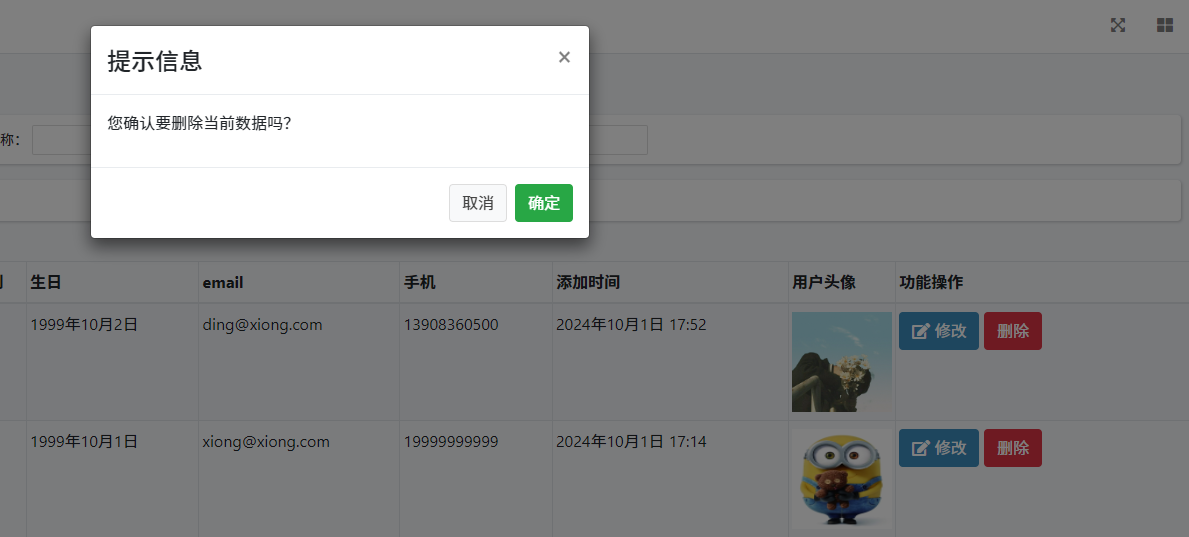 提示信息
×
您确认要删除当前数据吗?
取消 确定
称:
生日 email 手机 添加时间 用户头像 功能操作
1999年10月2日 ding@xiong.com 13908360500 2024年10月1日 17:52 修改 删除
1999年10月1日 xiong@xiong.com 19999999999 2024年10月1日 17:14 修改 删除